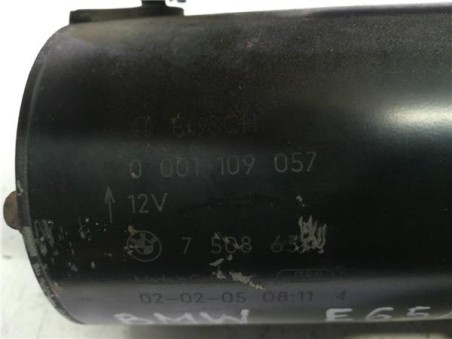 BOSCH
0 001 109 057
12V
7 508 63
02-02-05 08:11
BMW E65